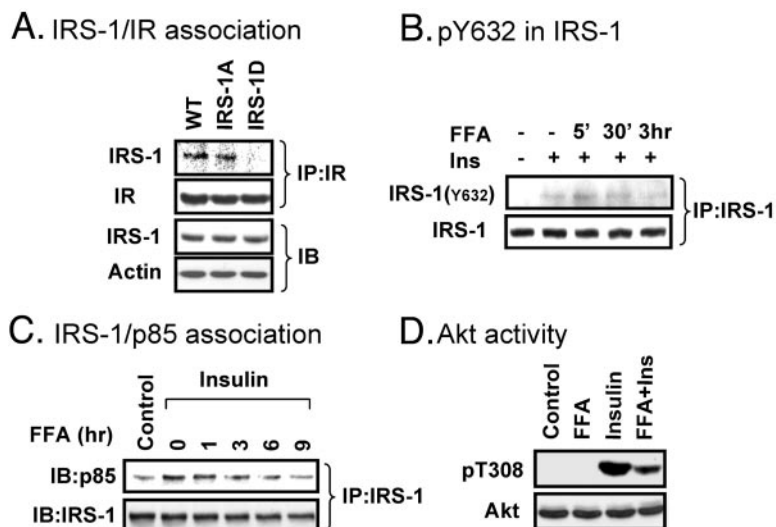 A. IRS-1/IR association
WT IRS-1A IRS-1D
IRS-1
IR
IP:IR
IRS-1
Actin
IB
B. pY632 in IRS-1
FFA - - 5' 30' 3hr
Ins - + + + +
IRS-1(Y632)
IRS-1
IP:IRS-1
C. IRS-1/p85 association
Control Insulin
FFA (hr) 0 1 3 6 9
IB:p85
IB:IRS-1
IP:IRS-1
D. Akt activity
Control FFA Insulin FFA+Ins
pT308
Akt